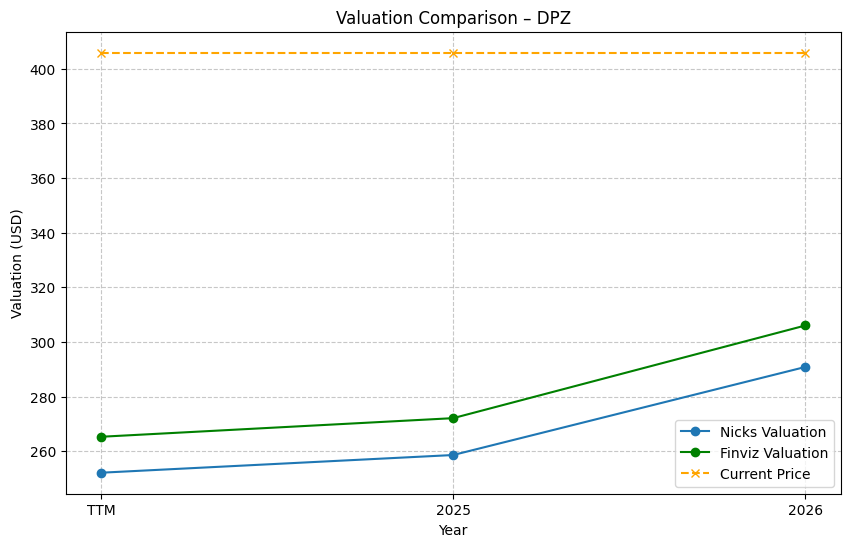 Valuation Comparison – DPZ
Valuation (USD)
400
380
360
340
320
300
280
260
TTM
2025
2026
Year
Nicks Valuation
Finviz Valuation
Current Price